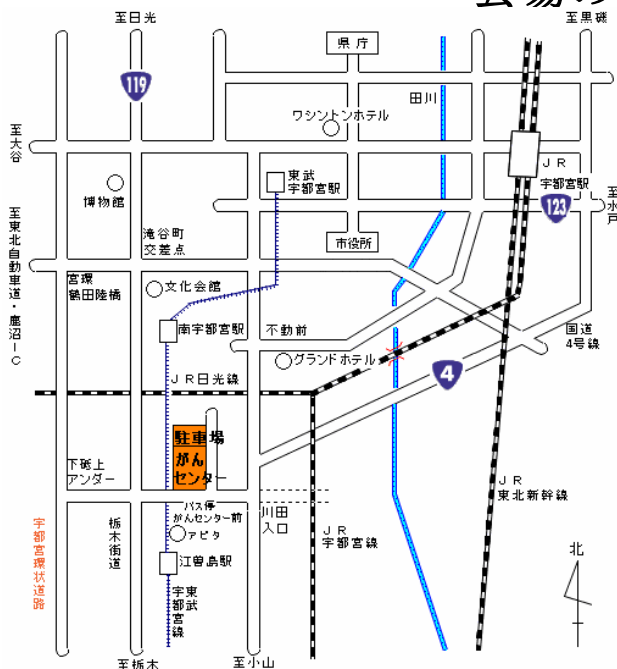 会場の
至日光
至黒磯
県庁
119
田川
ワシントンホテル
至大谷
JR
宇都宮駅
東武
宇都宮駅
博物館
123
至水戸
至東北自動車道・鹿沼IC
滝谷町
交差点
市役所
宮環
鶴田陸橋
文化会館
南宇都宮駅
不動前
国道
4号線
グランドホテル
JR日光線
4
駐車場
がん
センター
下砥上
アンダー
JR
東北新幹線
バス停
がんセンター前
川田
入口
アピタ
宇都宮環状道路
栃木街道
JR
宇都宮線
北
江曽島駅
東武
宇都宮線
至栃木
至小山